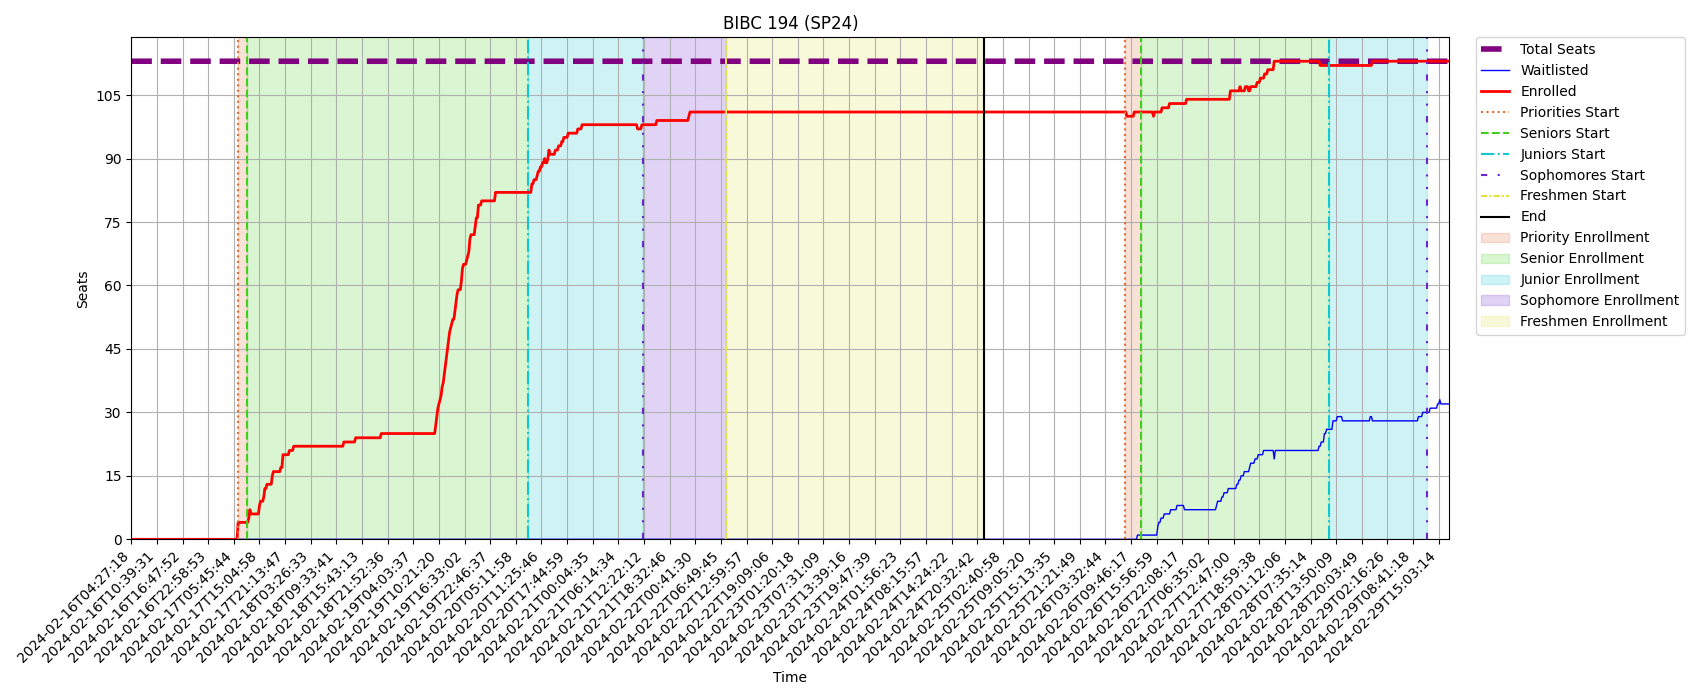 BIBC 194 (SP24)
Seats
105
90
75
60
45
30
15
0
2024-02-16T04:27:18
2024-02-16T10:39:31
2024-02-16T16:47:52
2024-02-16T22:58:53
2024-02-17T05:45:44
2024-02-17T15:04:58
2024-02-17T21:13:47
2024-02-18T03:26:33
2024-02-18T09:33:41
2024-02-18T15:43:13
2024-02-18T21:52:36
2024-02-19T04:03:37
2024-02-19T10:21:20
2024-02-19T16:33:02
2024-02-19T22:46:37
2024-02-20T05:11:58
2024-02-20T11:25:46
2024-02-20T17:44:59
2024-02-21T00:04:35
2024-02-21T06:14:34
2024-02-21T12:22:12
2024-02-21T18:32:46
2024-02-22T00:41:30
2024-02-22T06:49:45
2024-02-22T12:59:57
2024-02-22T19:09:06
2024-02-23T01:20:18
2024-02-23T07:31:09
2024-02-23T13:39:16
2024-02-23T19:47:39
2024-02-24T01:56:23
2024-02-24T08:15:57
2024-02-24T14:24:22
2024-02-24T20:32:42
2024-02-25T02:40:58
2024-02-25T09:05:20
2024-02-25T15:13:35
2024-02-25T21:21:49
2024-02-26T03:32:44
2024-02-26T09:46:17
2024-02-26T15:56:59
2024-02-26T22:08:17
2024-02-27T06:35:02
2024-02-27T12:47:00
2024-02-27T18:59:38
2024-02-28T01:12:06
2024-02-28T07:35:14
2024-02-28T13:50:09
2024-02-28T20:03:49
2024-02-29T02:16:26
2024-02-29T08:41:18
2024-02-29T15:03:14
Time
Total Seats
Waitlisted
Enrolled
Priorities Start
Seniors Start
Juniors Start
Sophomores Start
Freshmen Start
End
Priority Enrollment
Senior Enrollment
Junior Enrollment
Sophomore Enrollment
Freshmen Enrollment